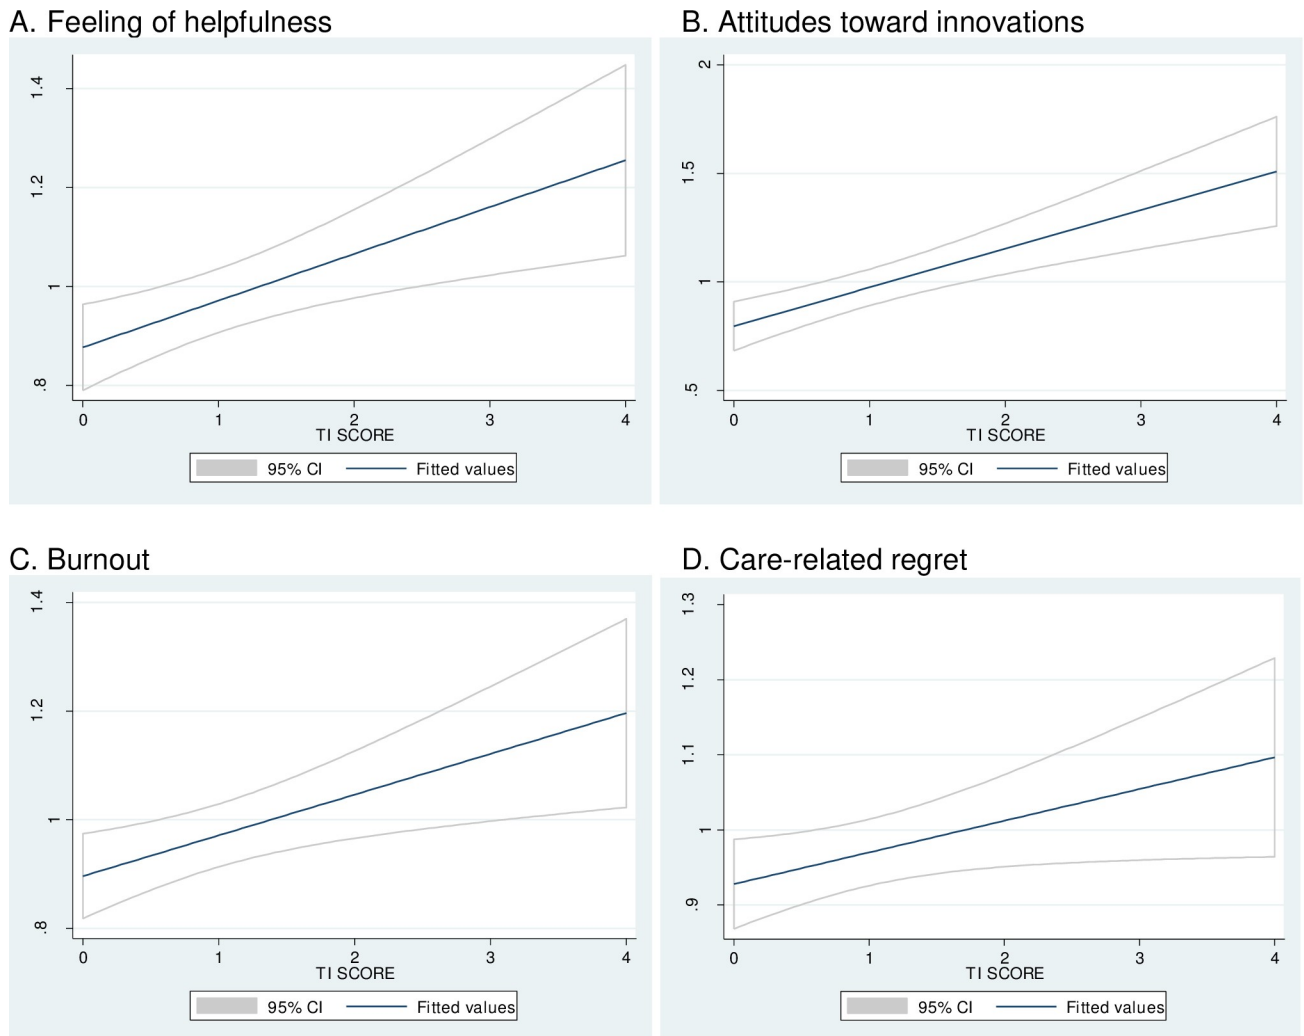 A. Feeling of helpfulness
1.4
1.2
1
.8
0 1 2 3 4
TI SCORE
95% CI Fitted values
B. Attitudes toward innovations
2
1.5
1
.5
0 1 2 3 4
TI SCORE
95% CI Fitted values
C. Burnout
1.4
1.2
1
.8
0 1 2 3 4
TI SCORE
95% CI Fitted values
D. Care-related regret
1.3
1.2
1.1
1
.9
0 1 2 3 4
TI SCORE
95% CI Fitted values